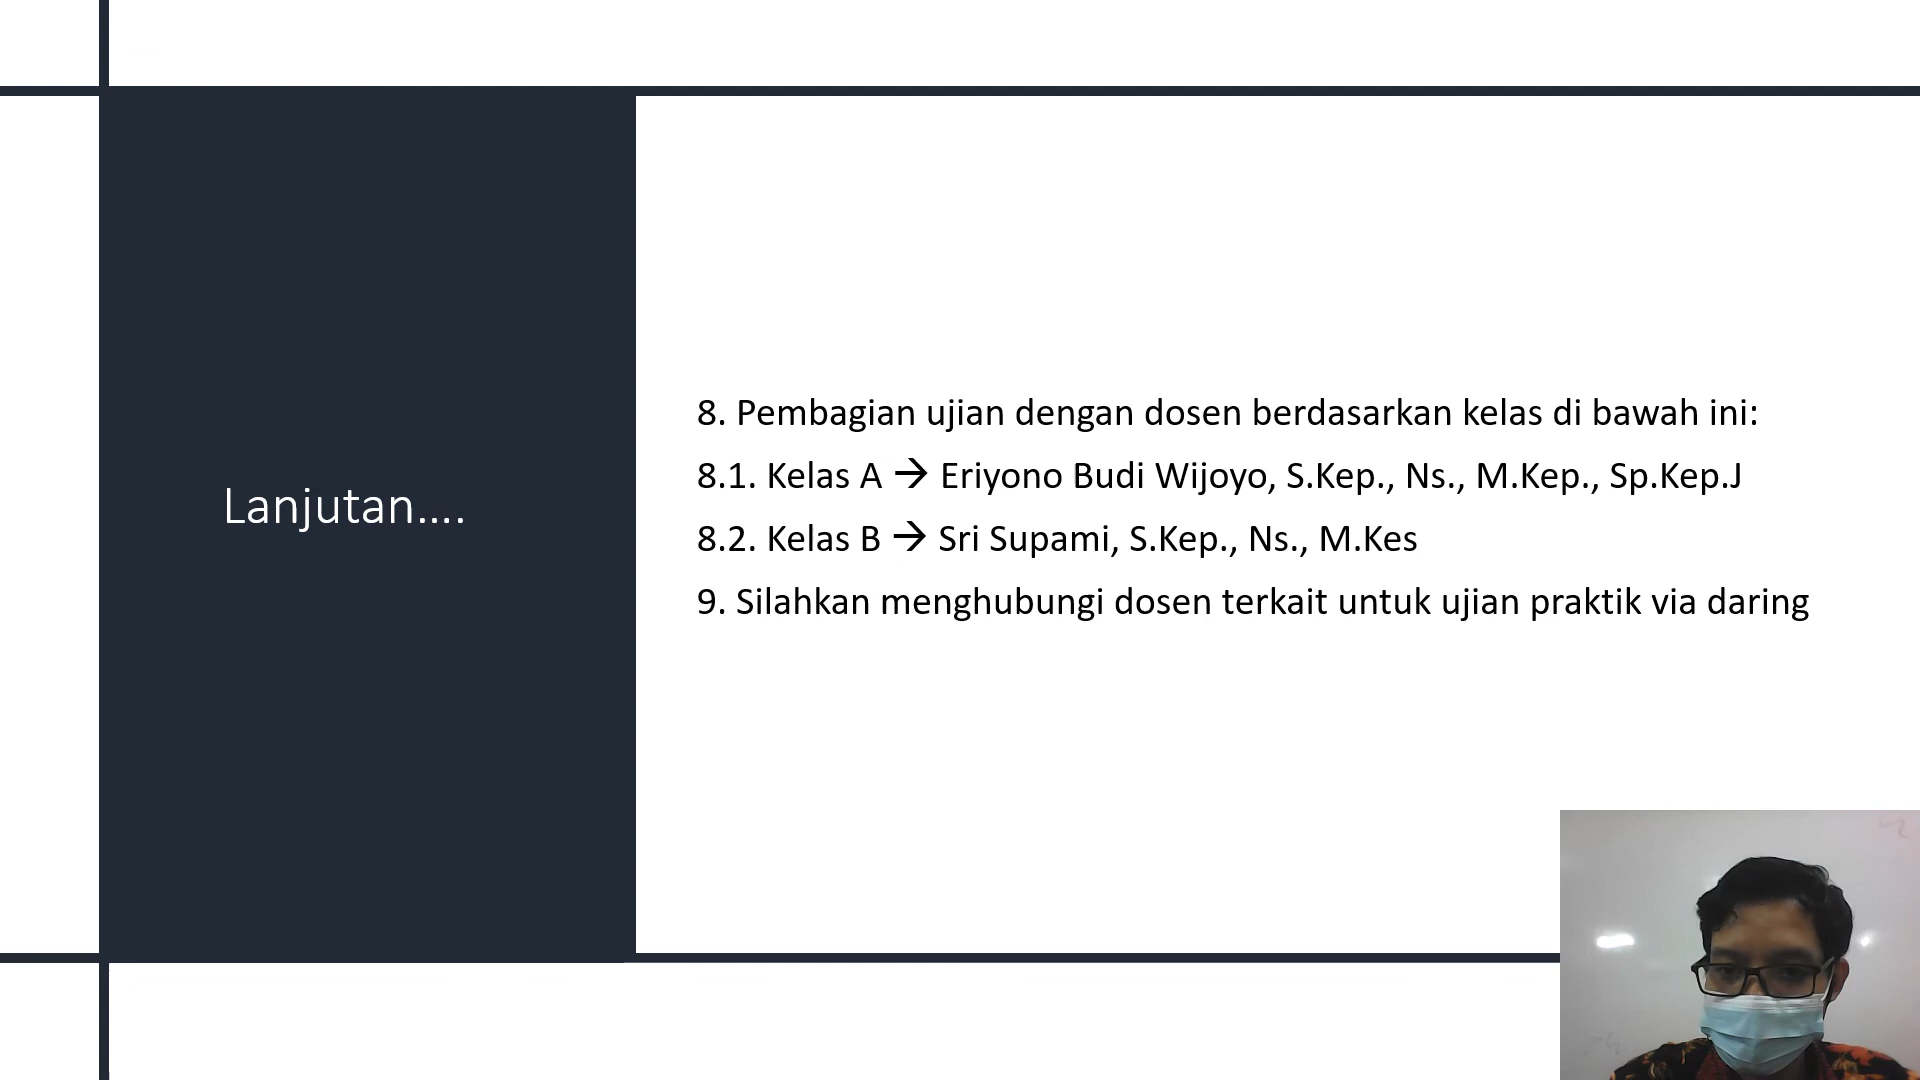 Lanjutan....
8. Pembagian ujian dengan dosen berdasarkan kelas di bawah ini:
8.1. Kelas A → Eriyono Budi Wijoyo, S.Kep., Ns., M.Kep., Sp.Kep.J
8.2. Kelas B → Sri Supami, S.Kep., Ns., M.Kes
9. Silahkan menghubungi dosen terkait untuk ujian praktik via daring